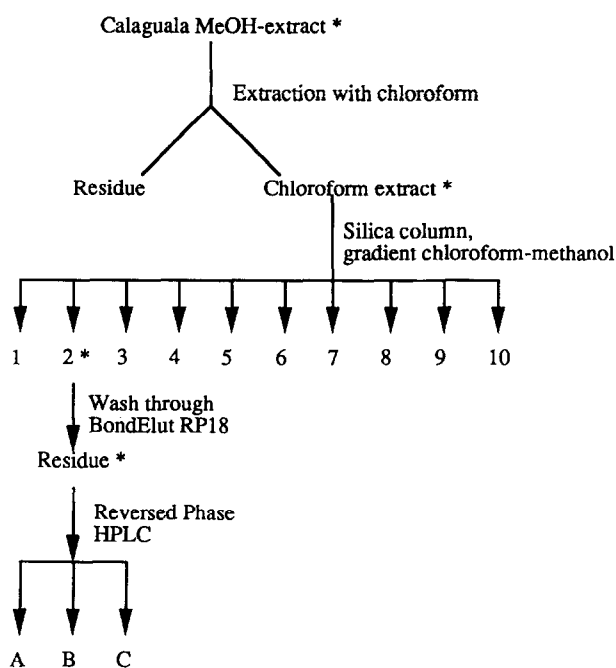 Calaguala MeOH-extract *
Extraction with chloroform
Residue
Chloroform extract *
Silica column,
gradient chloroform-methanol
1 2 * 3 4 5 6 7 8 9 10
Wash through
BondElut RP18
Residue *
Reversed Phase
HPLC
A B C